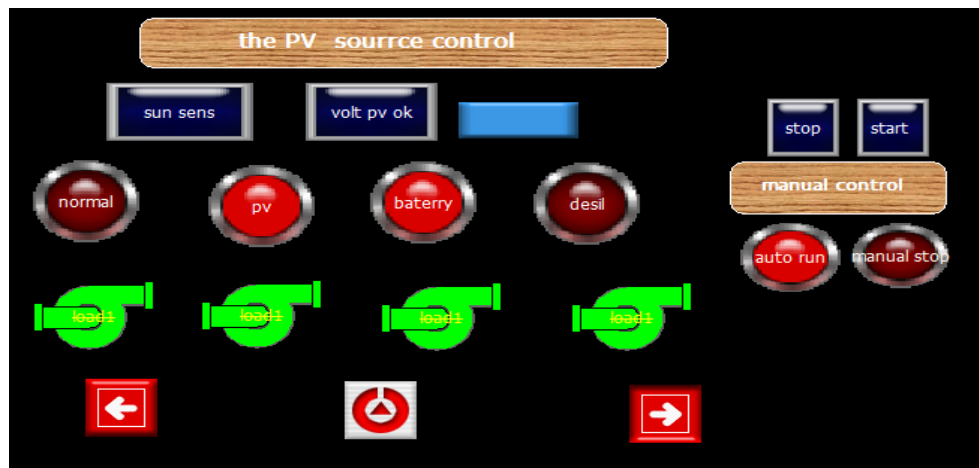 the PV sourrce control
sun sens
volt pv ok
stop
start
normal
pv
baterry
desil
manual control
auto run
manual stop
load1
load1
load1
load1